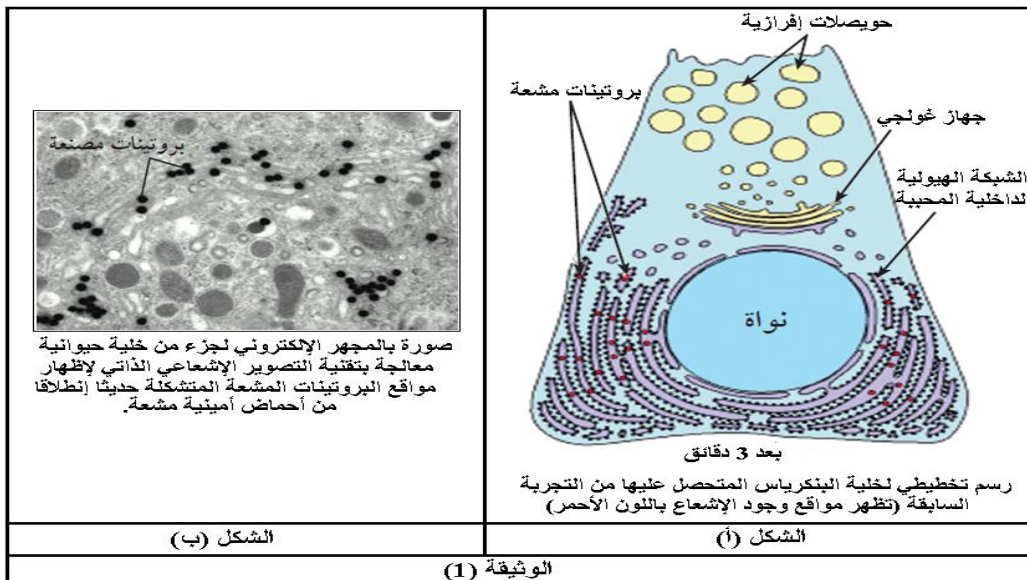 حويصلات إفرازية
بروتينات مشعة
جهاز غولجي
الشبكة الهيولية
لداخلية المحببة
نواة
بعد 3 دقائق
رسم تخطيطي لخلية البنكرياس المتحصل عليها من التجربة
السابقة (تظهر مواقع وجود الإشعاع باللون الأحمر)
بروتينات مصنعة
صورة بالمجهر الإلكتروني لجزء من خلية حيوانية
معالجة بتقنية التصوير الإشعاعي الذاتي لإظهار
مواقع البروتينات المشعة المتشكلة حديثا إنطلاقا
من أحماض أمينية مشعة.
الشكل (أ)
الشكل (ب)
الوثيقة (1)